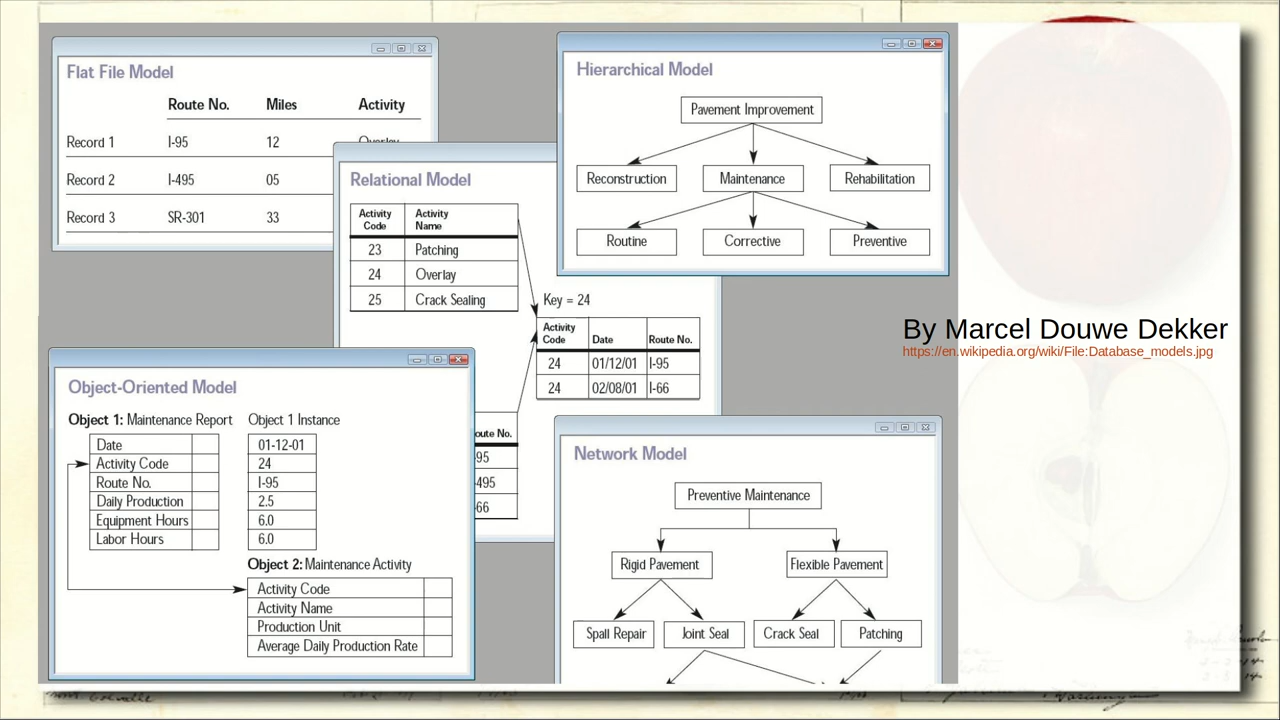 Flat File Model
Route No. Miles Activity
Record 1 I-95 12 Overlay
Record 2 I-495 05
Record 3 SR-301 33
Relational Model
Activity Code Activity Name
23 Patching
24 Overlay
25 Crack Sealing
Key = 24
Activity Code Date Route No.
24 01/12/01 I-95
24 02/08/01 I-66
oute No.
-95
-495
-66
Hierarchical Model
Pavement Improvement
Reconstruction Maintenance Rehabilitation
Routine Corrective Preventive
By Marcel Douwe Dekker
https://en.wikipedia.org/wiki/File:Database_models.jpg
Object-Oriented Model
Object 1: Maintenance Report Object 1 Instance
Date 01-12-01
Activity Code 24
Route No. I-95
Daily Production 2.5
Equipment Hours 6.0
Labor Hours 6.0
Object 2: Maintenance Activity
Activity Code
Activity Name
Production Unit
Average Daily Production Rate
Network Model
Preventive Maintenance
Rigid Pavement Flexible Pavement
Spall Repair Joint Seal Crack Seal Patching